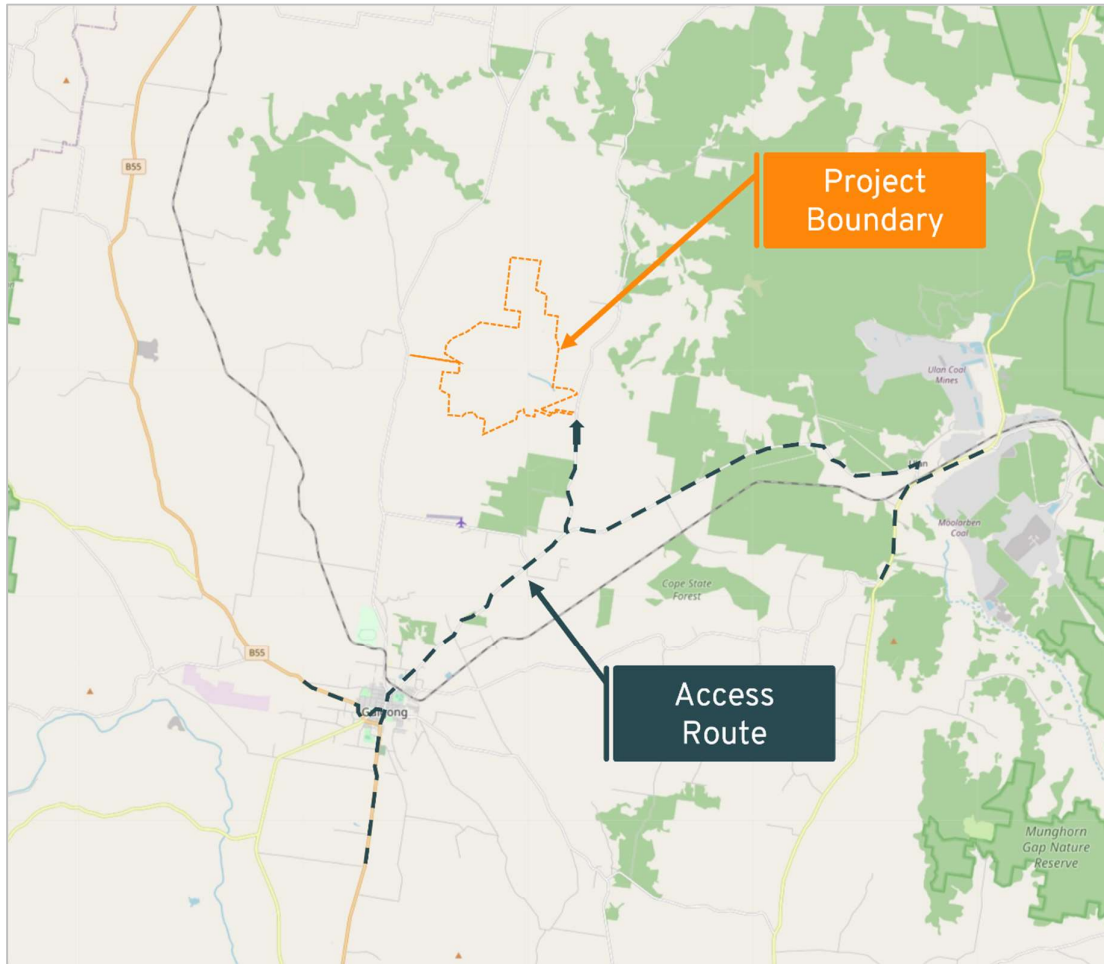 B55
Project
Boundary
Ulan Coal
Mines
Ulan
Moolarben
Coal
Cope State
Forest
B55
Access
Route
Gulgong
Munghorn
Gap Nature
Reserve